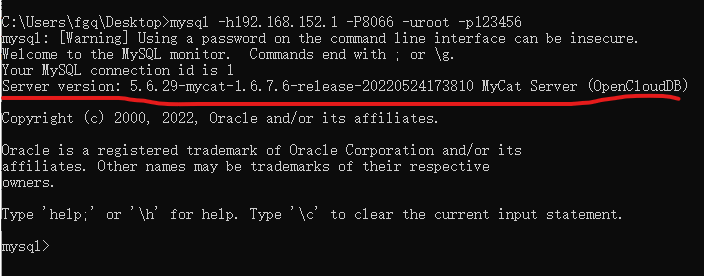 C:\Users\fgq\Desktop>mysql -h192.168.152.1 -P8066 -uroot -p123456
mysql: [Warning] Using a password on the command line interface can be insecure.
Welcome to the MySQL monitor.  Commands end with ; or \g.
Your MySQL connection id is 1
Server version: 5.6.29-mycat-1.6.7.6-release-20220524173810 MyCat Server (OpenCloudDB)
Copyright (c) 2000, 2022, Oracle and/or its affiliates.
Oracle is a registered trademark of Oracle Corporation and/or its
affiliates. Other names may be trademarks of their respective
owners.
Type 'help;' or '\h' for help. Type '\c' to clear the current input statement.
mysql>